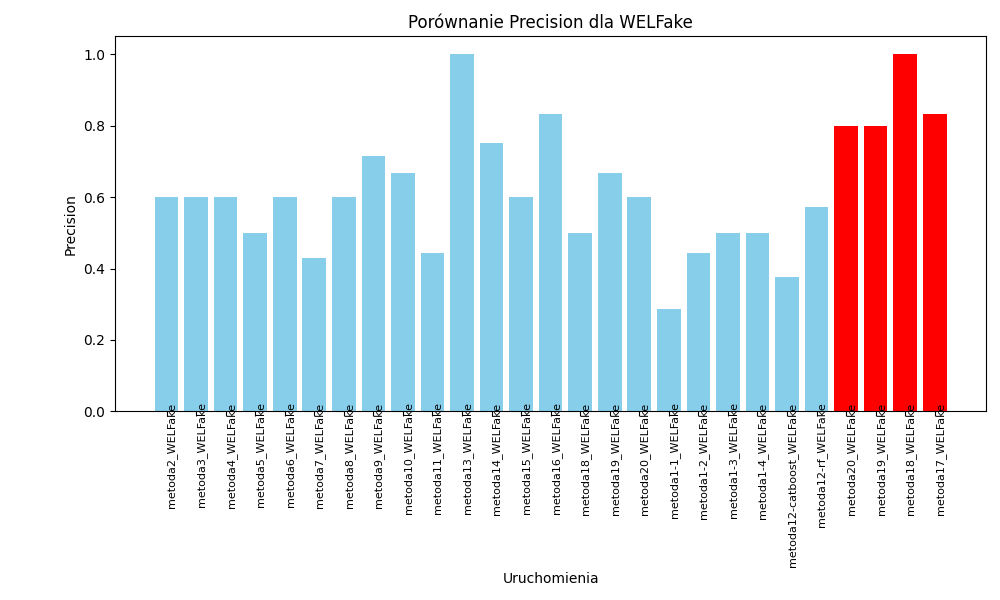 Porównanie Precision dla WELFake
Precision
1.0
0.8
0.6
0.4
0.2
0.0
metoda2_WELFake
metoda3_WELFake
metoda4_WELFake
metoda5_WELFake
metoda6_WELFake
metoda7_WELFake
metoda8_WELFake
metoda9_WELFake
metoda10_WELFake
metoda11_WELFake
metoda13_WELFake
metoda14_WELFake
metoda15_WELFake
metoda16_WELFake
metoda18_WELFake
metoda19_WELFake
metoda20_WELFake
metoda1-1_WELFake
metoda1-2_WELFake
metoda1-3_WELFake
metoda1-4_WELFake
metoda12-catboost_WELFake
metoda12-rf_WELFake
metoda20_WELFake
metoda19_WELFake
metoda18_WELFake
metoda17_WELFake
Uruchomienia